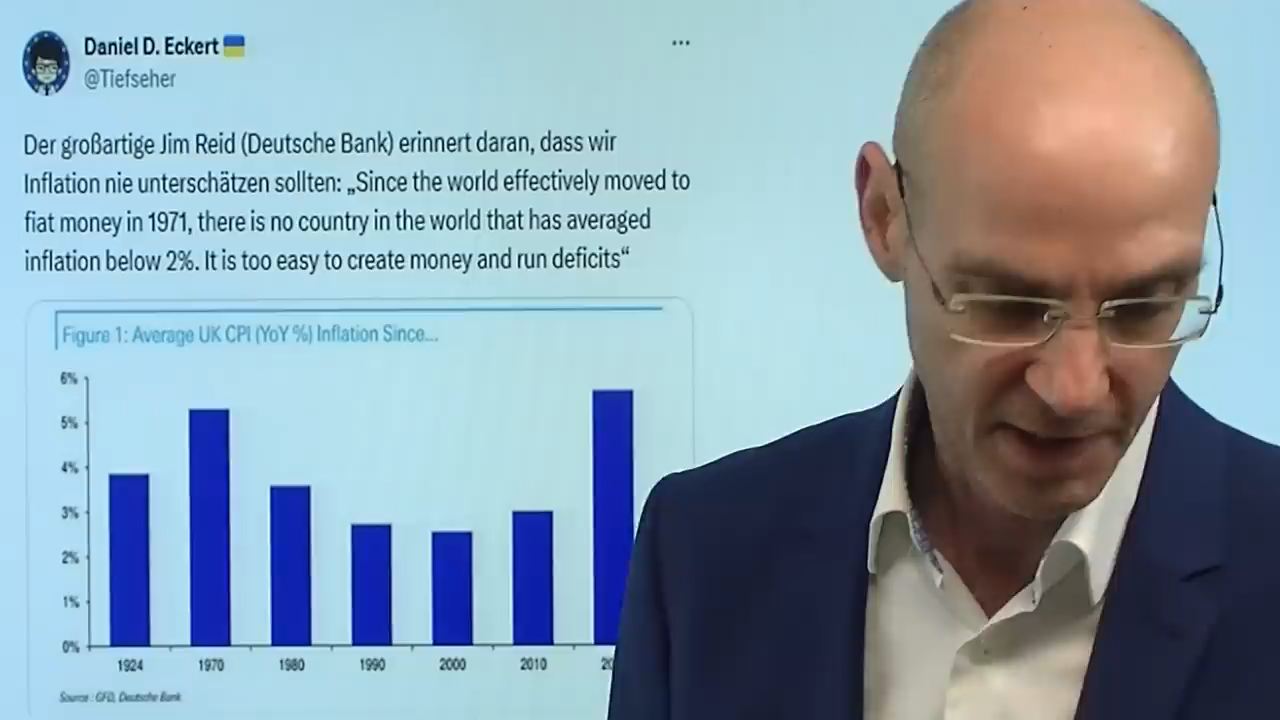 Daniel D. Eckert
@Tiefseher
...
Der großartige Jim Reid (Deutsche Bank) erinnert daran, dass wir
Inflation nie unterschätzen sollten: „Since the world effectively moved to
fiat money in 1971, there is no country in the world that has averaged
inflation below 2%. It is too easy to create money and run deficits“
Figure 1: Average UK CPI (YoY %) Inflation Since...
6%
5%
4%
3%
2%
1%
0%
1924 1970 1980 1990 2000 2010
Source: GFD, Deutsche Bank